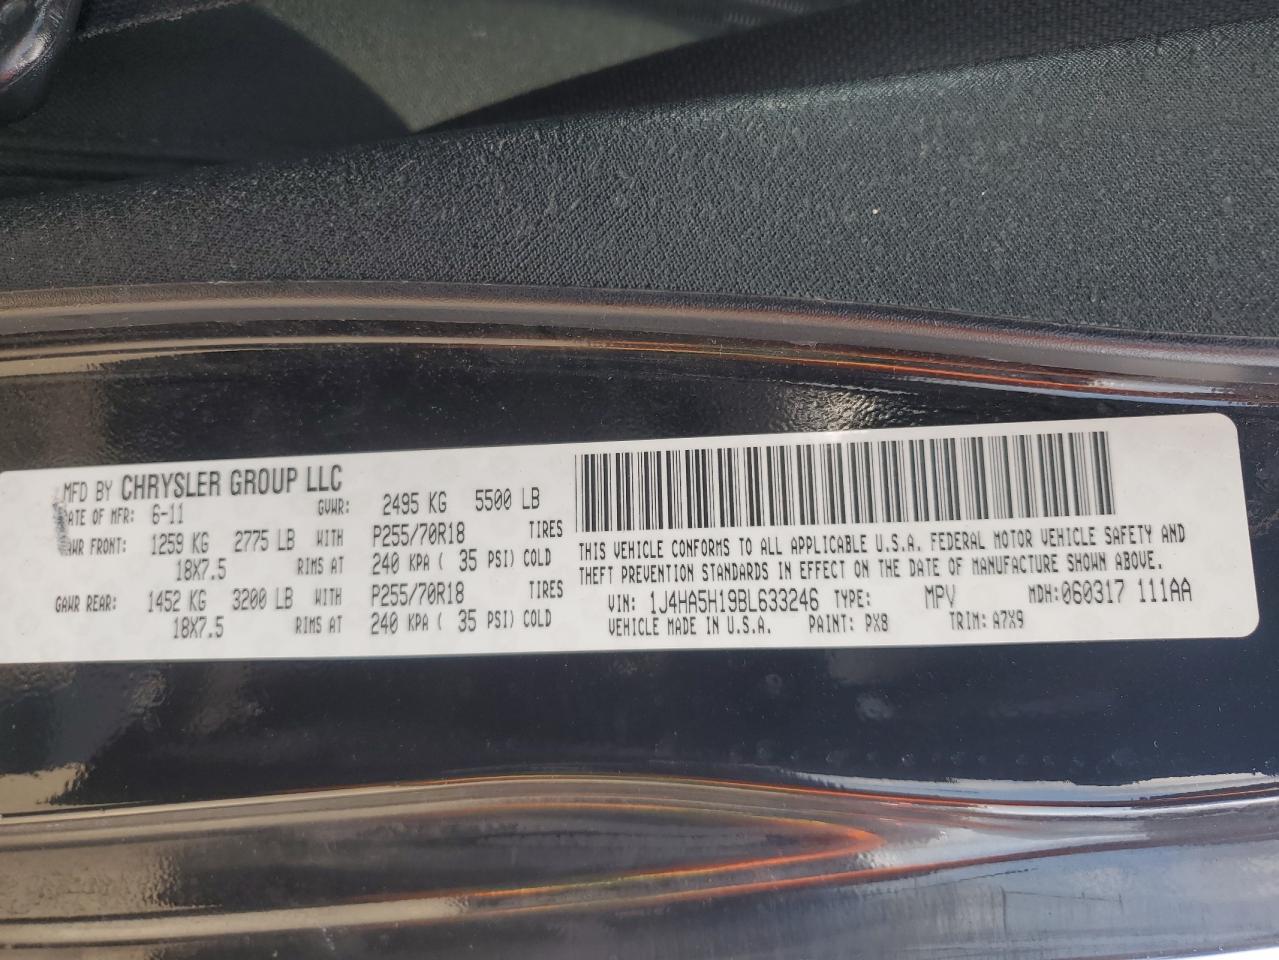 MFD BY CHRYSLER GROUP LLC
ATE OF MFR: 6-11 GVWR: 2495 KG 5500 LB
WR FRONT: 1259 KG 2775 LB WITH P255/70R18 TIRES
18X7.5 RIMS AT 240 KPA ( 35 PSI) COLD
GAWR REAR: 1452 KG 3200 LB WITH P255/70R18 TIRES
18X7.5 RIMS AT 240 KPA ( 35 PSI) COLD
THIS VEHICLE CONFORMS TO ALL APPLICABLE U.S.A. FEDERAL MOTOR VEHICLE SAFETY AND
THEFT PREVENTION STANDARDS IN EFFECT ON THE DATE OF MANUFACTURE SHOWN ABOVE.
VIN: 1J4HA5H19BL633246 TYPE: MPV MDH: 060317 111AA
VEHICLE MADE IN U.S.A. PAINT: PX8 TRIM: A7X9